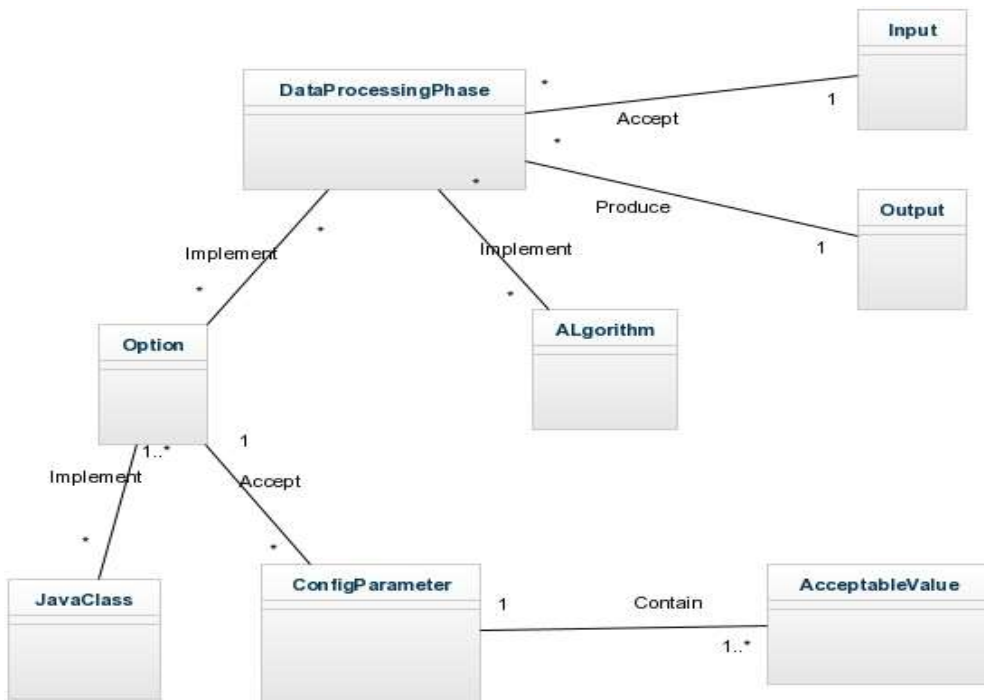 Input
DataProcessingPhase
*
1
Accept
*
*
Produce
Output
1
*
Implement
Implement
*
*
Option
ALgorithm
1..*
1
Implement
Accept
*
*
JavaClass
ConfigParameter
AcceptableValue
1
Contain
1..*